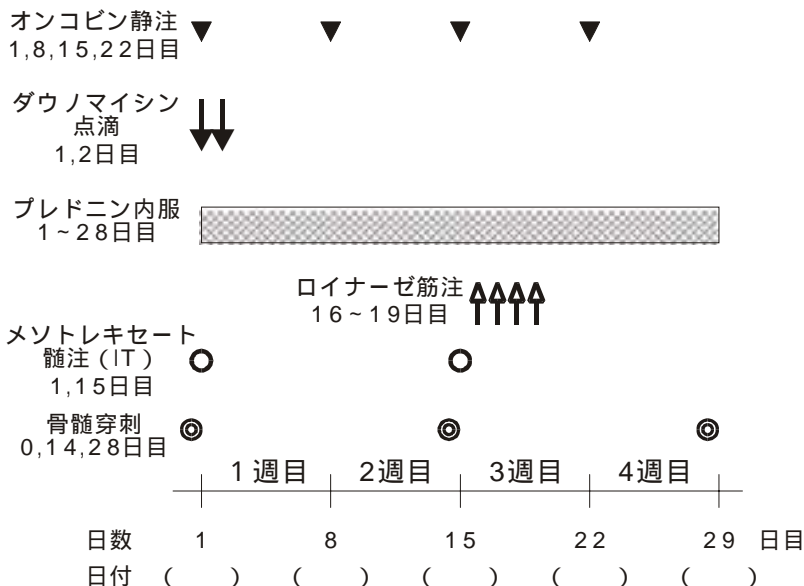 オンコビン静注
1,8,15,22日目
ダウノマイシン
点滴
1,2日目
プレドニン内服
1~28日目
ロイナーゼ筋注
16~19日目
メソトレキセート
髄注(IT)
1,15日目
骨髄穿刺
0,14,28日目
1週目 2週目 3週目 4週目
日数 1 8 15 22 29 日目
日付 ( ) ( ) ( ) ( ) ( )